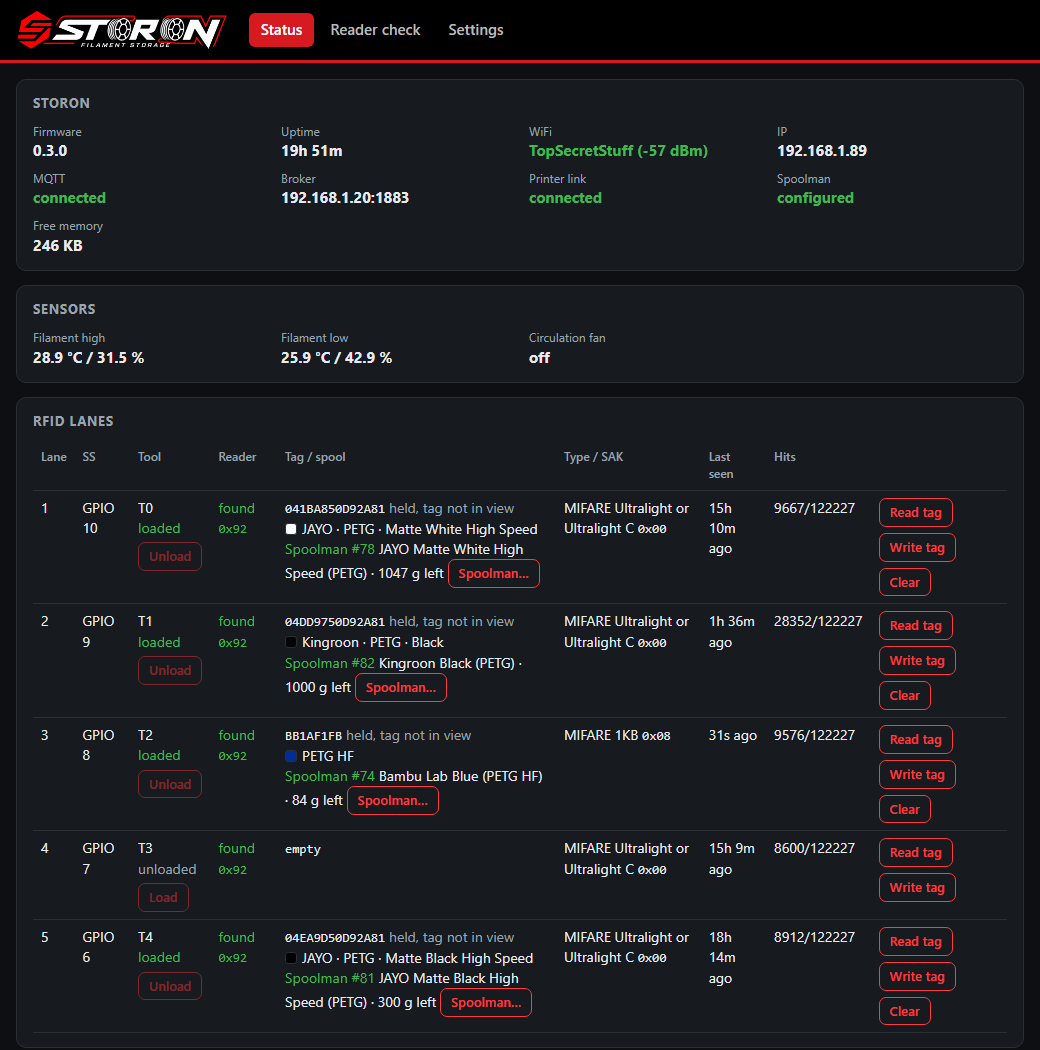 STORON
FILAMENT STORAGE
Status Reader check Settings
STORON
Firmware Uptime WiFi IP
0.3.0 19h 51m TopSecretStuff (-57 dBm) 192.168.1.89
MQTT Broker Printer link Spoolman
connected 192.168.1.20:1883 connected configured
Free memory
246 KB
SENSORS
Filament high Filament low Circulation fan
28.9 °C / 31.5 % 25.9 °C / 42.9 % off
RFID LANES
Lane SS Tool Reader Tag / spool Type / SAK Last seen Hits
1 GPIO 10 T0 loaded Unload found 0x92
041BA850D92A81 held, tag not in view
JAYO · PETG · Matte White High Speed
Spoolman #78 JAYO Matte White High
Speed (PETG) · 1047 g left Spoolman...
MIFARE Ultralight or
Ultralight C 0x00
15h 10m ago
9667/122227
Read tag
Write tag
Clear
2 GPIO 9 T1 loaded Unload found 0x92
04DD9750D92A81 held, tag not in view
Kingroon · PETG · Black
Spoolman #82 Kingroon Black (PETG) ·
1000 g left Spoolman...
MIFARE Ultralight or
Ultralight C 0x00
1h 36m ago
28352/122227
Read tag
Write tag
Clear
3 GPIO 8 T2 loaded Unload found 0x92
BB1AF1FB held, tag not in view
PETG HF
Spoolman #74 Bambu Lab Blue (PETG HF)
· 84 g left Spoolman...
MIFARE 1KB 0x08
31s ago
9576/122227
Read tag
Write tag
Clear
4 GPIO 7 T3 unloaded Load found 0x92
empty
MIFARE Ultralight or
Ultralight C 0x00
15h 9m ago
8600/122227
Read tag
Write tag
5 GPIO 6 T4 loaded Unload found 0x92
04EA9D50D92A81 held, tag not in view
JAYO · PETG · Matte Black High Speed
Spoolman #81 JAYO Matte Black High
Speed (PETG) · 300 g left Spoolman...
MIFARE Ultralight or
Ultralight C 0x00
18h 14m ago
8912/122227
Read tag
Write tag
Clear